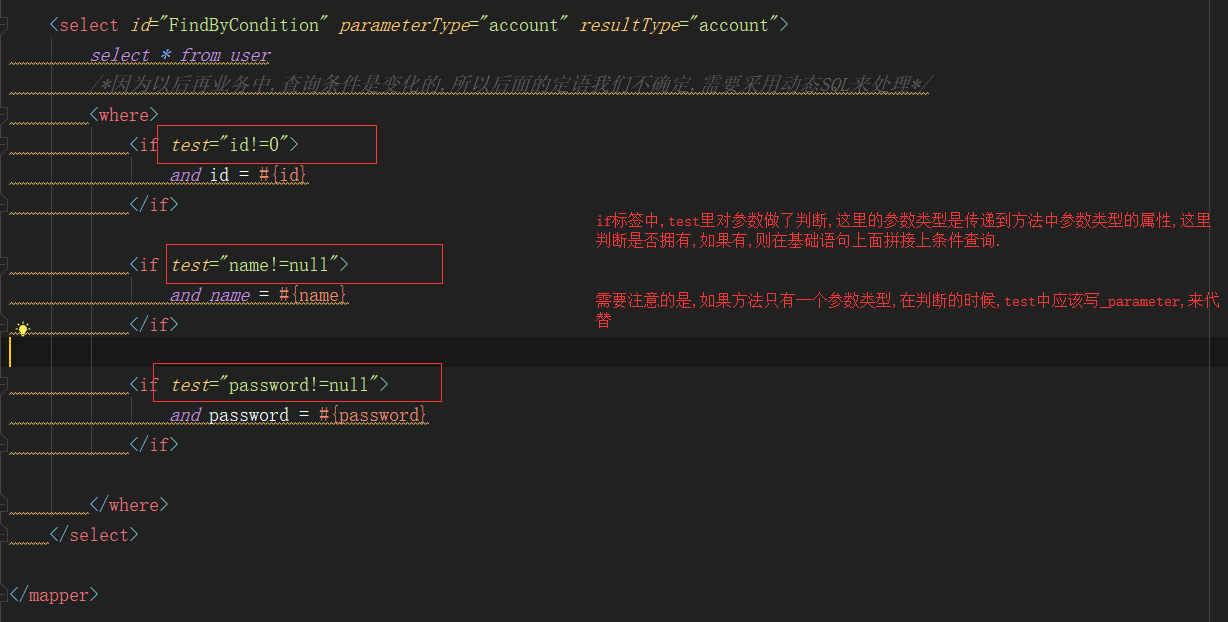 <select id="FindByCondition" parameterType="account" resultType="account">
select * from user
/*因为以后再业务中,查询条件是变化的,所以后面的定语我们不确定,需要采用动态SQL来处理*/
<where>
<if test="id!=0">
and id = #{id}
</if>
if标签中,test里对参数做了判断,这里的参数类型是传递到方法中参数类型的属性,这里
判断是否拥有,如果有,则在基础语句上面拼接上条件查询.
<if test="name!=null">
and name = #{name}
</if>
需要注意的是,如果方法只有一个参数类型,在判断的时候,test中应该写_parameter,来代
替
<if test="password!=null">
and password = #{password}
</if>
</where>
</select>
</mapper>